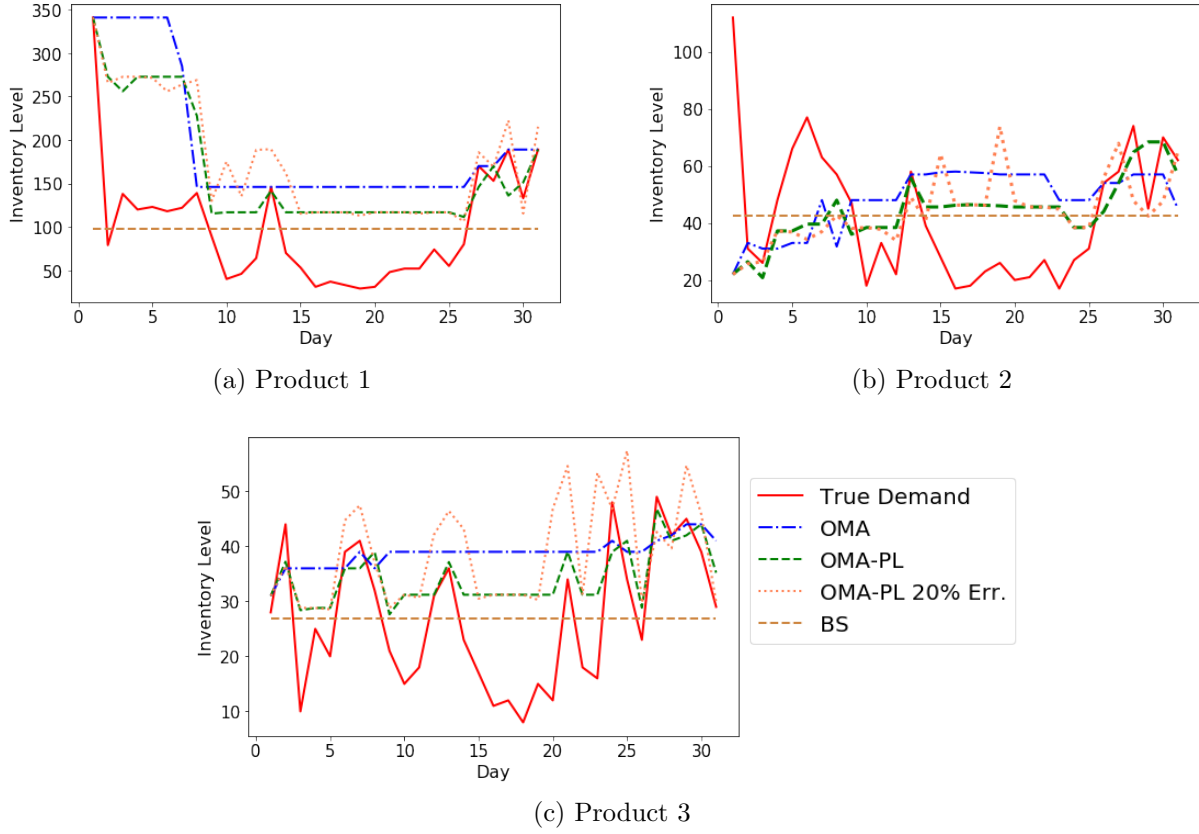 350
300
250
200
150
100
50
Inventory Level
0 5 10 15 20 25 30
Day
(a) Product 1
100
80
60
40
20
Inventory Level
0 5 10 15 20 25 30
Day
(b) Product 2
50
40
30
20
10
Inventory Level
0 5 10 15 20 25 30
Day
True Demand
OMA
OMA-PL
OMA-PL 20% Err.
BS
(c) Product 3